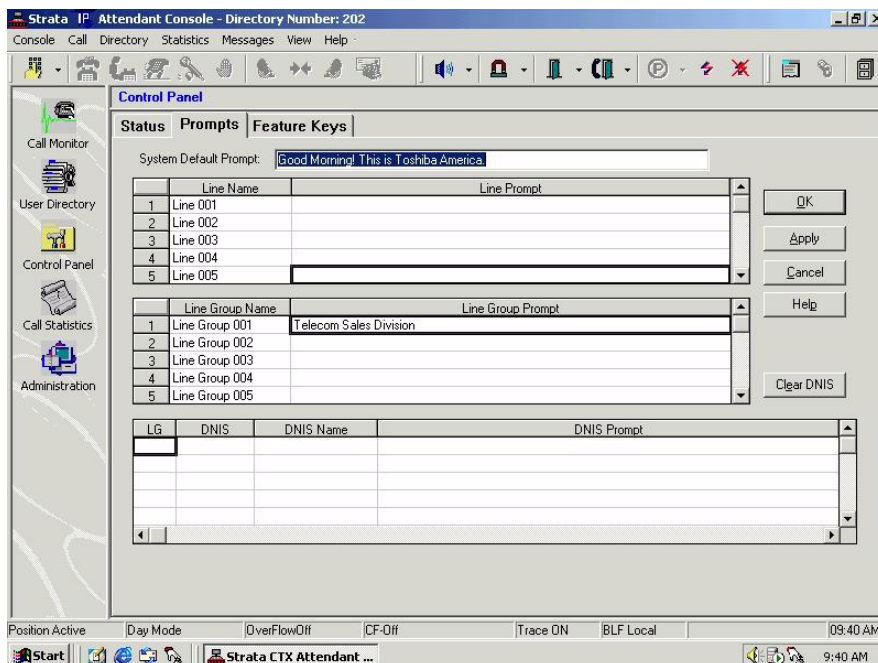 Strata IP Attendant Console - Directory Number: 202
Console Call Directory Statistics Messages View Help
Control Panel
Status Prompts Feature Keys
System Default Prompt: Good Morning! This is Toshiba America.
Line Name Line Prompt
1 Line 001
2 Line 002
3 Line 003
4 Line 004
5 Line 005
Line Group Name Line Group Prompt
1 Line Group 001 Telecom Sales Division
2 Line Group 002
3 Line Group 003
4 Line Group 004
5 Line Group 005
LG DNIS DNIS Name DNIS Prompt
OK
Apply
Cancel
Help
Clear DNIS
Call Monitor
User Directory
Control Panel
Call Statistics
Administration
Position Active Day Mode OverFlowOff CF-Off Trace ON BLF Local 09:40 AM
Start Strata CTX Attendant ... 9:40 AM